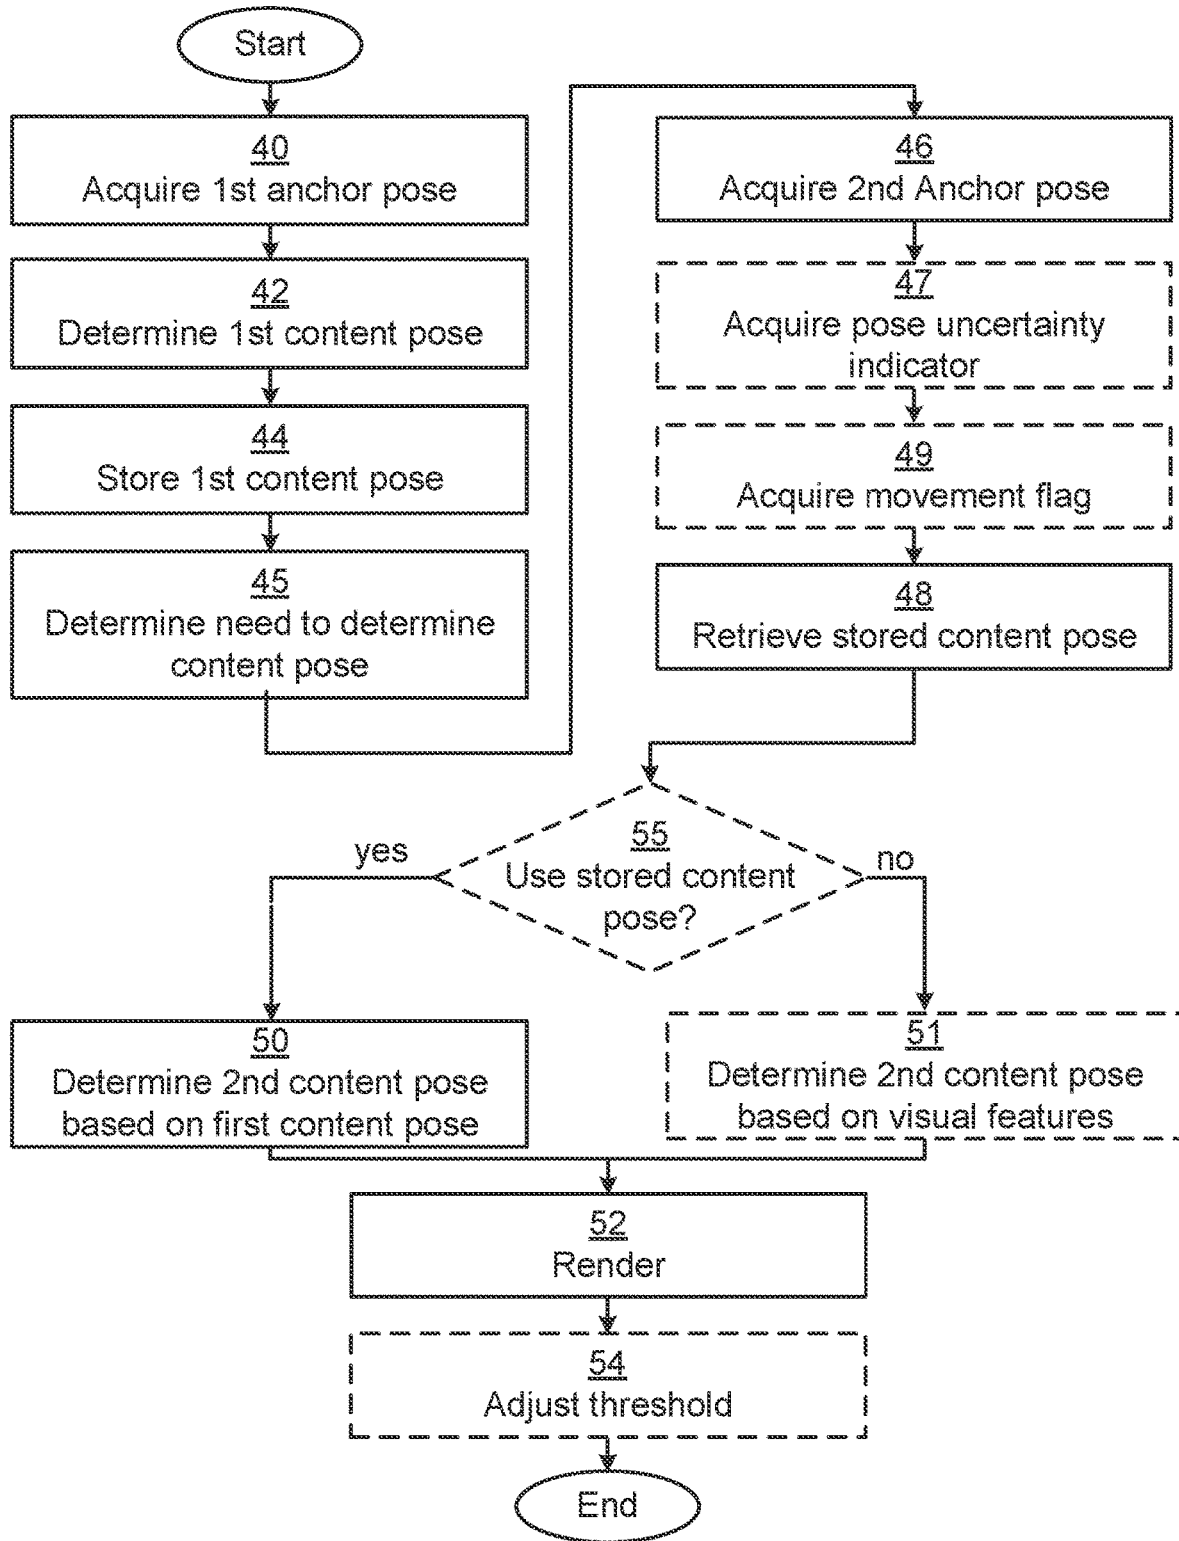 Start
40
Acquire 1st anchor pose
42
Determine 1st content pose
44
Store 1st content pose
45
Determine need to determine
content pose
46
Acquire 2nd Anchor pose
47
Acquire pose uncertainty
indicator
49
Acquire movement flag
48
Retrieve stored content pose
55
Use stored content
pose?
yes
no
50
Determine 2nd content pose
based on first content pose
51
Determine 2nd content pose
based on visual features
52
Render
54
Adjust threshold
End